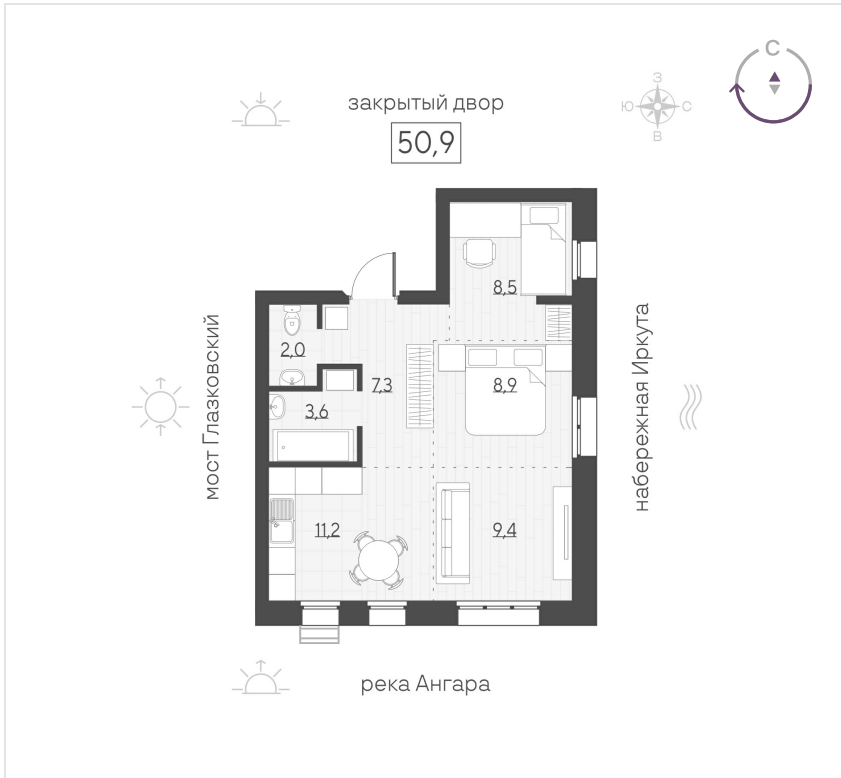 С
закрытый двор
50,9
З
Ю
С
В
8,5
2,0
7,3
8,9
3,6
мост Глазковский
набережная Иркута
11,2
9,4
река Ангара